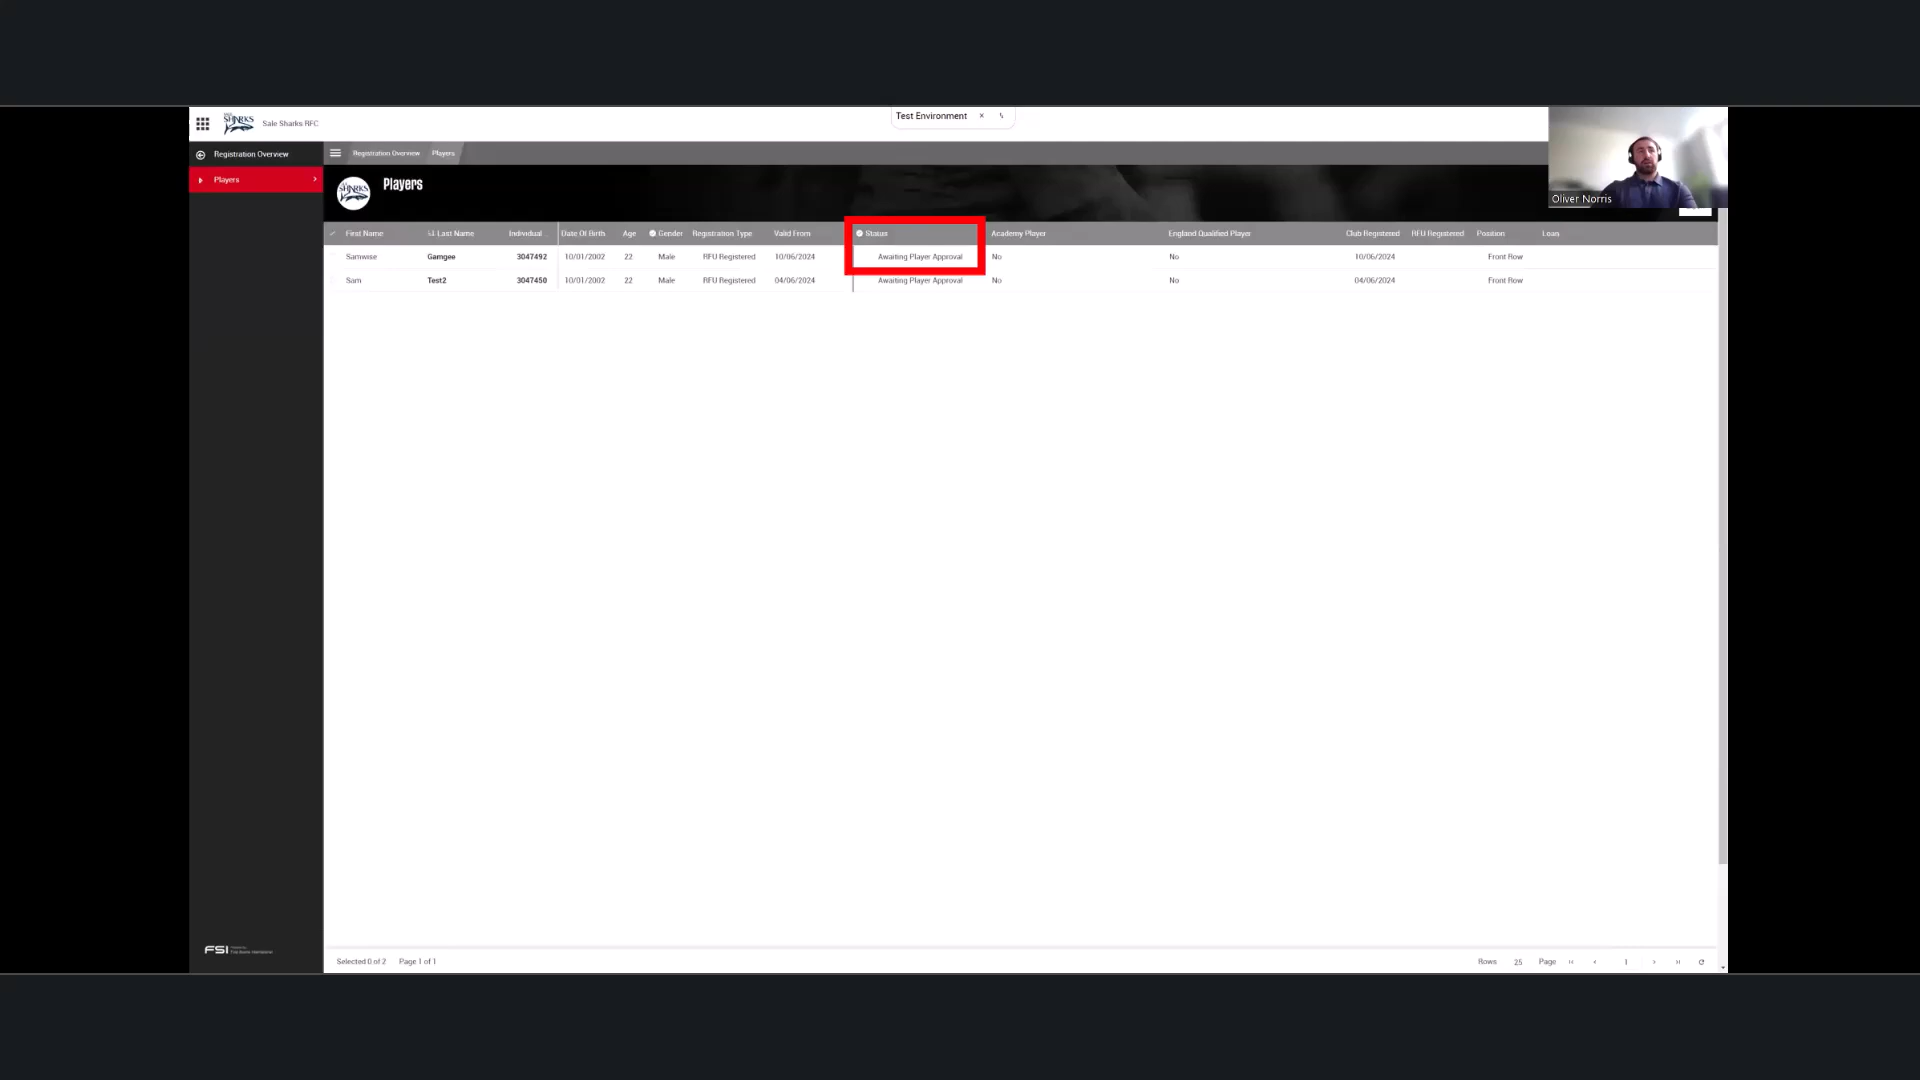 SHARKS Sale Sharks RFC
Test Environment
Registration Overview
Players
Registration Overview Players
Players
SHARKS
Oliver Norris
First Name Last Name Individual Date Of Birth Age Gender Registration Type Valid From Status Academy Player England Qualified Player Club Registered RFU Registered Position Loan
Samwise Gamgee 3047492 10/01/2002 22 Male RFU Registered 10/06/2024 Awaiting Player Approval No No 10/06/2024 Front Row
Sam Test2 3047450 10/01/2002 22 Male RFU Registered 04/06/2024 Awaiting Player Approval No No 04/06/2024 Front Row
FSI
Selected 0 of 2 Page 1 of 1
Rows 25 Page 1